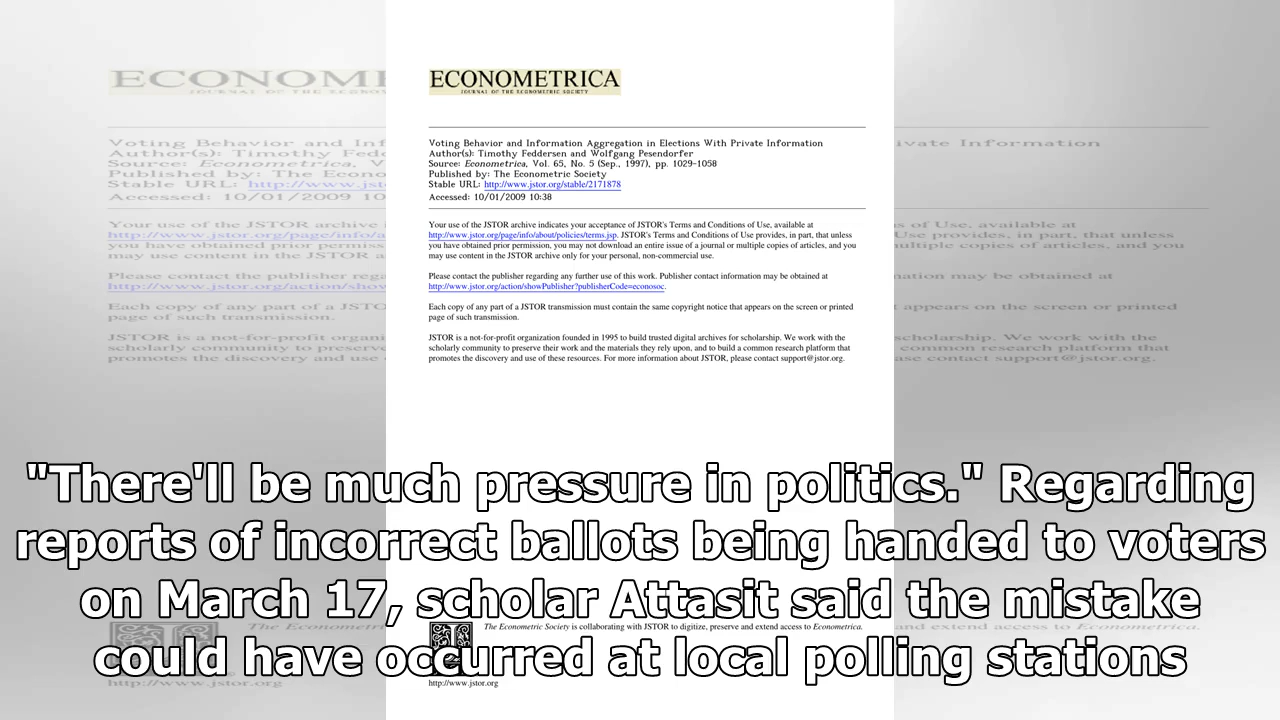 ECONOMETRICA
JOURNAL OF THE ECONOMETRIC SOCIETY
Voting Behavior and Information Aggregation in Elections With Private Information
Author(s): Timothy Feddersen and Wolfgang Pesendorfer
Source: Econometrica, Vol. 65, No. 5 (Sep., 1997), pp. 1029-1058
Published by: The Econometric Society
Stable URL: http://www.jstor.org/stable/2171878
Accessed: 10/01/2009 10:38
Your use of the JSTOR archive indicates your acceptance of JSTOR's Terms and Conditions of Use, available at
http://www.jstor.org/page/info/about/policies/terms.jsp. JSTOR's Terms and Conditions of Use provides, in part, that unless
you have obtained prior permission, you may not download an entire issue of a journal or multiple copies of articles, and you
may use content in the JSTOR archive only for your personal, non-commercial use.
Please contact the publisher regarding any further use of this work. Publisher contact information may be obtained at
http://www.jstor.org/action/showPublisher?publisherCode=econosoc.
Each copy of any part of a JSTOR transmission must contain the same copyright notice that appears on the screen or printed
page of such transmission.
JSTOR is a not-for-profit organization founded in 1995 to build trusted digital archives for scholarship. We work with the
scholarly community to preserve their work and the materials they rely upon, and to build a common research platform that
promotes the discovery and use of these resources. For more information about JSTOR, please contact support@jstor.org.
"There'll be much pressure in politics." Regarding
reports of incorrect ballots being handed to voters
on March 17, scholar Attasit said the mistake
could have occurred at local polling stations
The Econometric Society is collaborating with JSTOR to digitize, preserve and extend access to Econometrica.
http://www.jstor.org